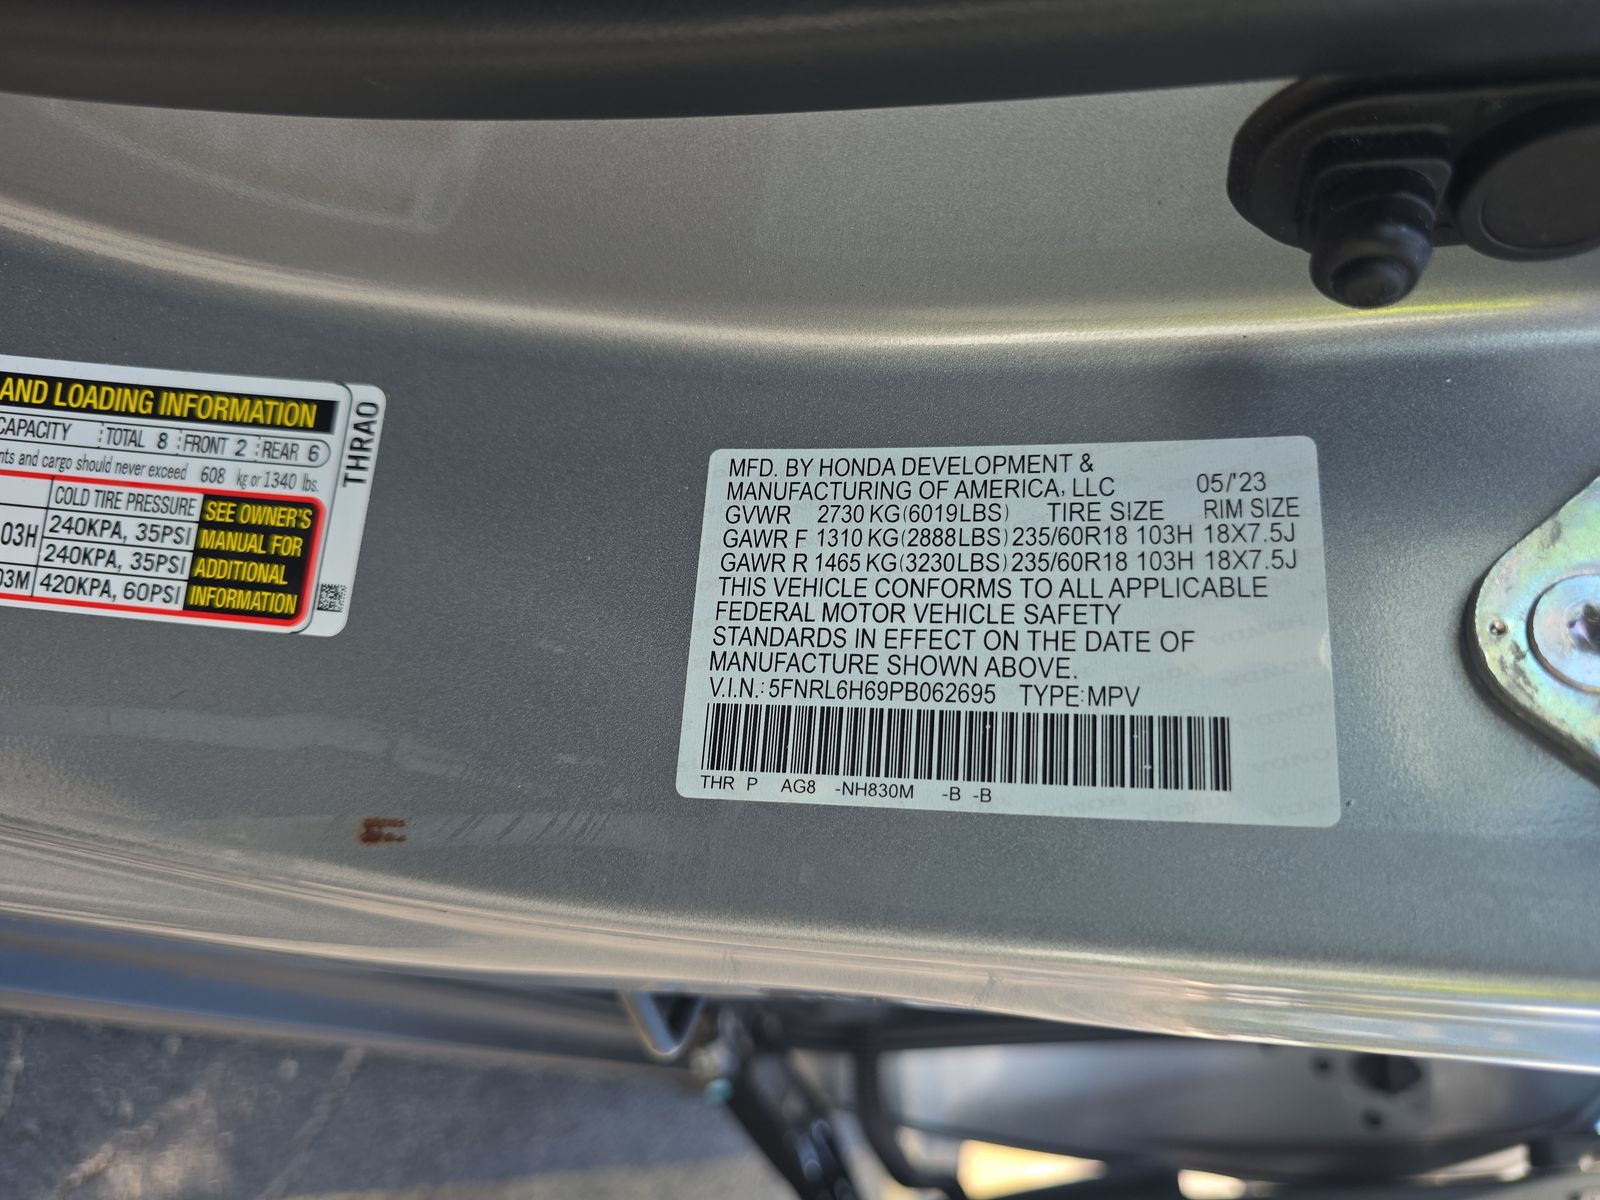 AND LOADING INFORMATION
CAPACITY TOTAL 8 FRONT 2 REAR 6
nts and cargo should never exceed 608 kg or 1340 lbs.
COLD TIRE PRESSURE
03H 240KPA, 35PSI
240KPA, 35PSI
03M 420KPA, 60PSI
SEE OWNER'S
MANUAL FOR
ADDITIONAL
INFORMATION
THRA0
MFD. BY HONDA DEVELOPMENT &
MANUFACTURING OF AMERICA, LLC 05/'23
GVWR 2730 KG(6019LBS) TIRE SIZE RIM SIZE
GAWR F 1310 KG(2888LBS) 235/60R18 103H 18X7.5J
GAWR R 1465 KG(3230LBS) 235/60R18 103H 18X7.5J
THIS VEHICLE CONFORMS TO ALL APPLICABLE
FEDERAL MOTOR VEHICLE SAFETY
STANDARDS IN EFFECT ON THE DATE OF
MANUFACTURE SHOWN ABOVE.
V.I.N.: 5FNRL6H69PB062695 TYPE: MPV
THR P AG8 -NH830M -B -B